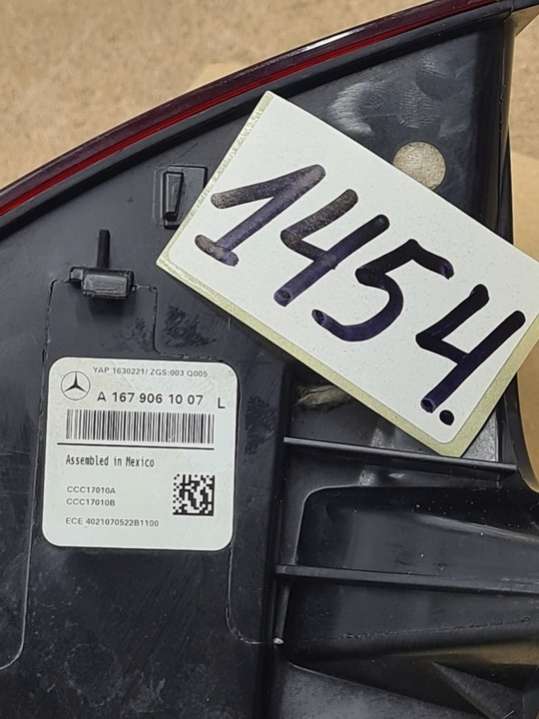 1454.
YAP 1630221/ ZGS:003 Q005
A 167 906 10 07 L
Assembled in Mexico
CCC17010A
CCC17010B
ECE 4021070522B1100